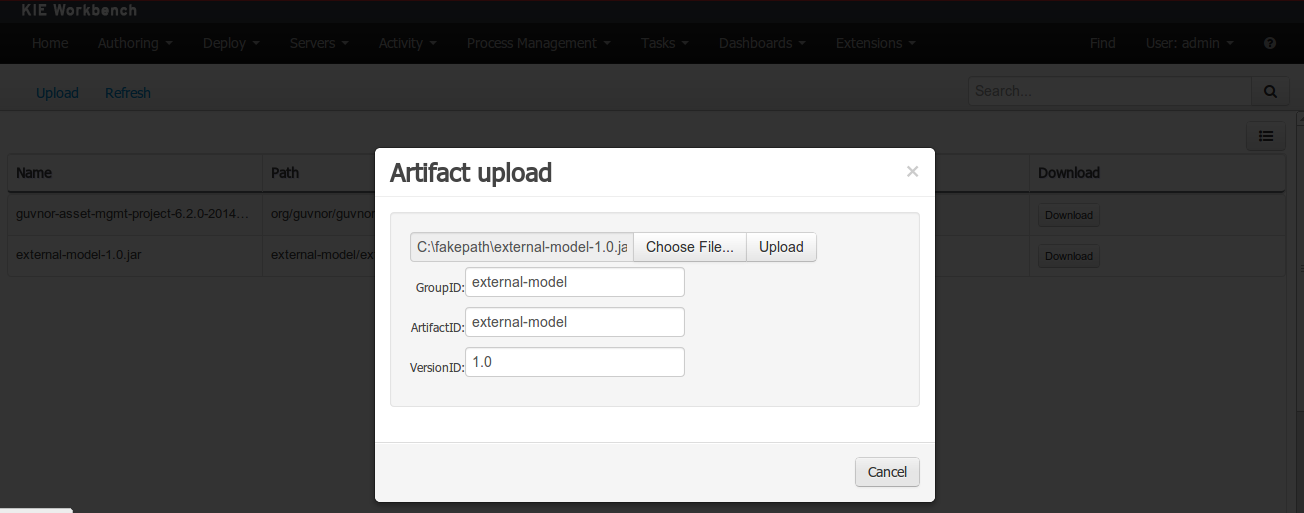 KIE Workbench
Home Authoring Deploy Servers Activity Process Management Tasks Dashboards Extensions Find User: admin
Upload Refresh Search...
Name Path Download
guvnor-asset-mgmt-project-6.2.0-2014... org/guvnor/guvnor Download
external-model-1.0.jar external-model/ex Download
Artifact upload ×
C:\fakepath\external-model-1.0.ja Choose File... Upload
GroupID: external-model
ArtifactID: external-model
VersionID: 1.0
Cancel